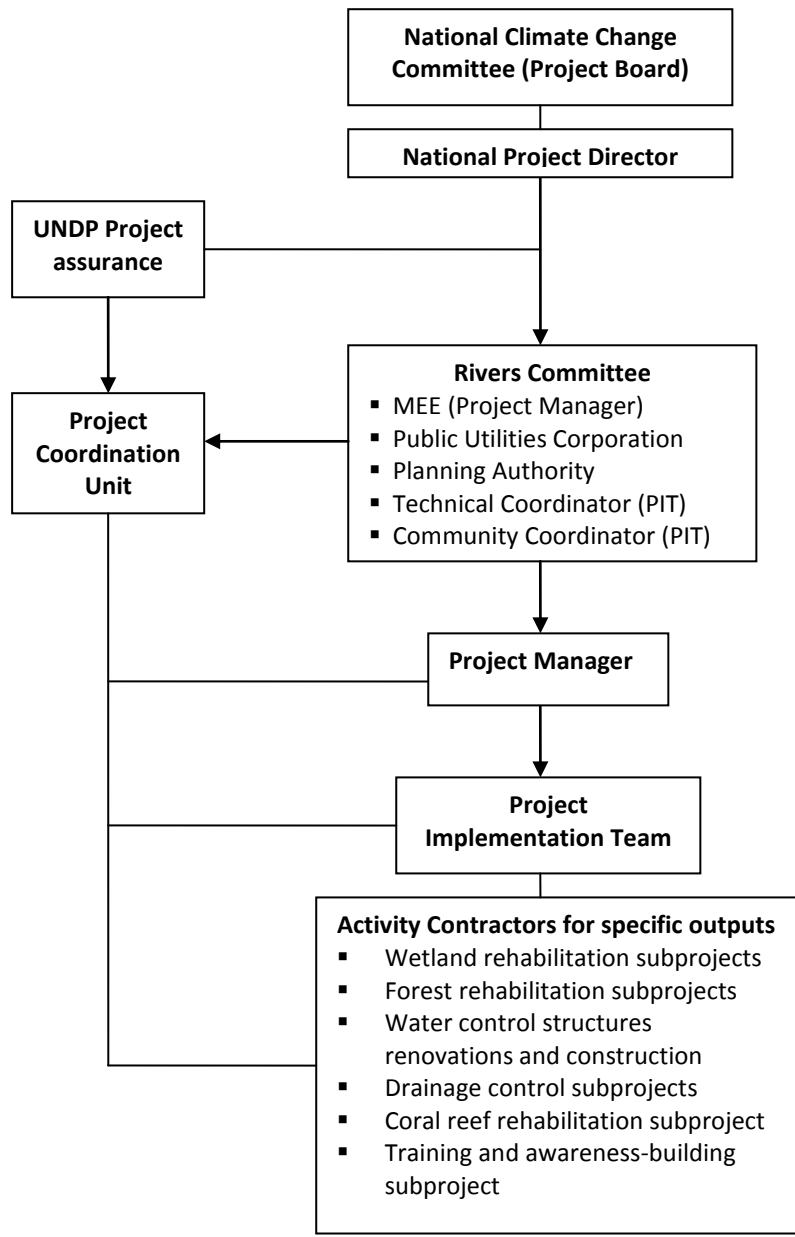 National Climate Change
Committee (Project Board)
National Project Director
UNDP Project
assurance
Rivers Committee
▪ MEE (Project Manager)
▪ Public Utilities Corporation
▪ Planning Authority
▪ Technical Coordinator (PIT)
▪ Community Coordinator (PIT)
Project
Coordination
Unit
Project Manager
Project
Implementation Team
Activity Contractors for specific outputs
▪ Wetland rehabilitation subprojects
▪ Forest rehabilitation subprojects
▪ Water control structures
renovations and construction
▪ Drainage control subprojects
▪ Coral reef rehabilitation subproject
▪ Training and awareness-building
subproject